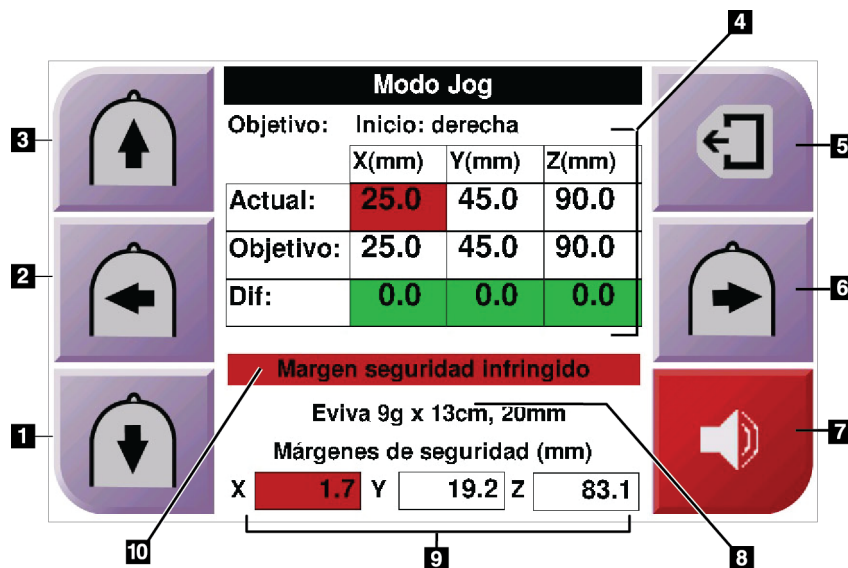 4
Modo Jog
Objetivo: Inicio: derecha
X(mm) Y(mm) Z(mm)
Actual: 25.0 45.0 90.0
Objetivo: 25.0 45.0 90.0
Dif: 0.0 0.0 0.0
3
5
2
6
Margen seguridad infringido
Eviva 9g x 13cm, 20mm
1
7
Márgenes de seguridad (mm)
X 1.7 Y 19.2 Z 83.1
10
9
8